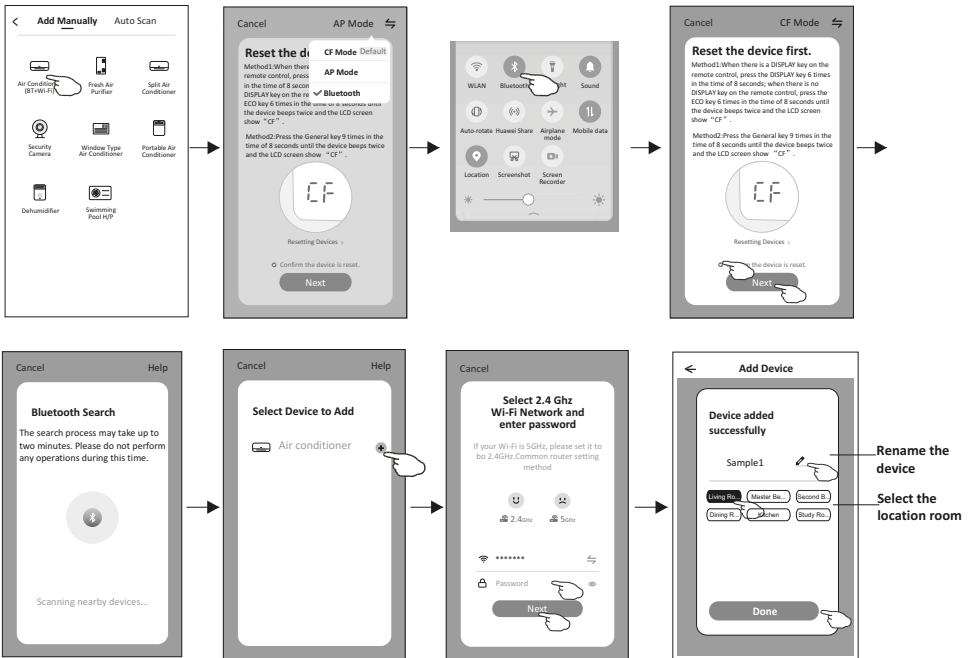 Add Manually Auto Scan
Air Condition
(BT+Wi-Fi)
Fresh Air
Purifier
Split Air
Conditioner
Security
Camera
Window Type
Air Conditioner
Portable Air
Conditioner
Dehumidifier
Swimming
Pool H/P
Cancel AP Mode
Reset the de
CF Mode Default
AP Mode
Bluetooth
Method1:When there
remote control, press
in the time of 8 seconds
DISPLAY key on the re
ECO key 6 times in the time of 8 seconds until
the device beeps twice and the LCD screen
show “CF”.
Method2:Press the General key 9 times in the
time of 8 seconds until the device beeps twice
and the LCD screen show “CF”.
CF
Resetting Devices >
Confirm the device is reset.
Next
WLAN Bluetooth ht Sound
Auto-rotate Huawei Share Airplane
mode Mobile data
Location Screenshot Screen
Recorder
Cancel CF Mode
Reset the device first.
Method1:When there is a DISPLAY key on the
remote control, press the DISPLAY key 6 times
in the time of 8 seconds; when there is no
DISPLAY key on the remote control, press the
ECO key 6 times in the time of 8 seconds until
the device beeps twice and the LCD screen
show “CF”.
Method2:Press the General key 9 times in the
time of 8 seconds until the device beeps twice
and the LCD screen show “CF”.
CF
Resetting Devices >
m the device is reset.
Next
Cancel Help
Bluetooth Search
The search process may take up to
two minutes. Please do not perform
any operations during this time.
Scanning nearby devices...
Cancel Help
Select Device to Add
Air conditioner
Cancel
Select 2.4 Ghz
Wi-Fi Network and
enter password
If your Wi-Fi is 5GHz, please set it to
bo 2.4GHz.Common router setting
method
2.4GHz 5GHz
*******
Password
Next
Add Device
Device added
successfully
Sample1
Living Ro... Master Be... Second B..
Dining R... Kitchen Study Ro...
Done
Rename the
device
Select the
location room